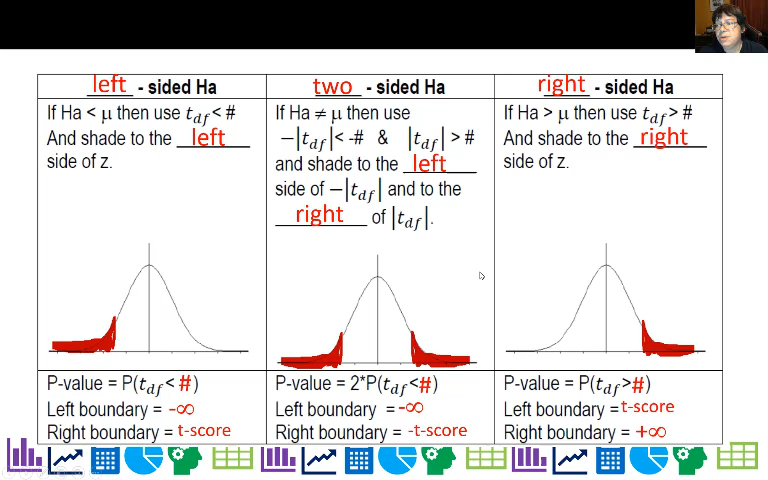 left - sided Ha
If Ha < μ then use t_df < #
And shade to the left
side of z.
two - sided Ha
If Ha ≠ μ then use
−|t_df| < -# & |t_df| > #
and shade to the left
side of −|t_df| and to the
right of |t_df|.
right - sided Ha
If Ha > μ then use t_df > #
And shade to the right
side of z.
P-value = P(t_df < #)
Left boundary = -∞
Right boundary = t-score
P-value = 2*P(t_df < #)
Left boundary = -∞
Right boundary = -t-score
P-value = P(t_df > #)
Left boundary = t-score
Right boundary = +∞